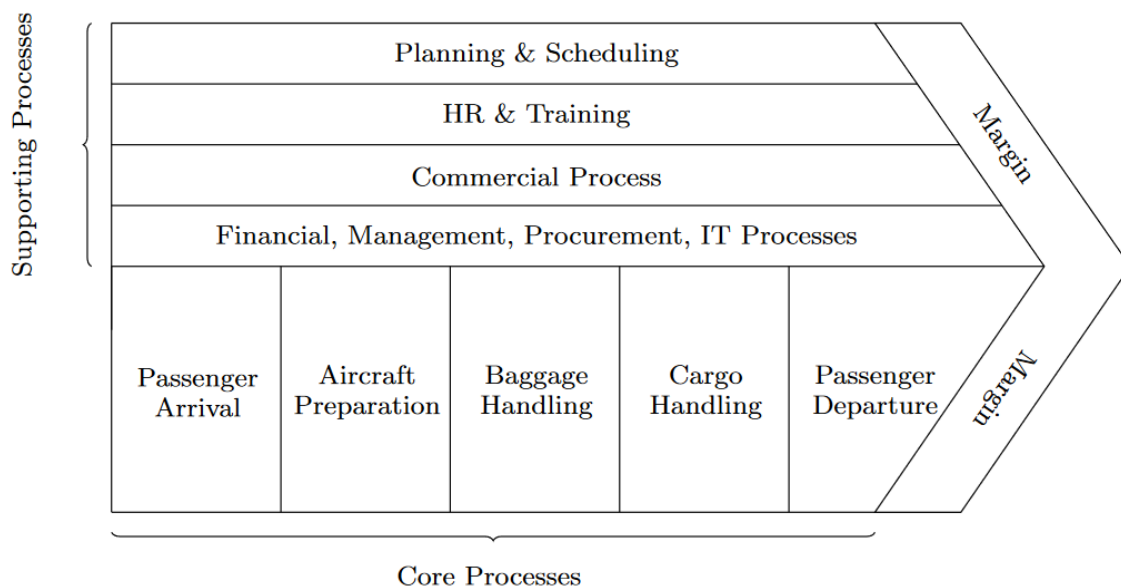 Supporting Processes
Planning & Scheduling
HR & Training
Commercial Process
Financial, Management, Procurement, IT Processes
Margin
Passenger
Arrival
Aircraft
Preparation
Baggage
Handling
Cargo
Handling
Passenger
Departure
Margin
Core Processes